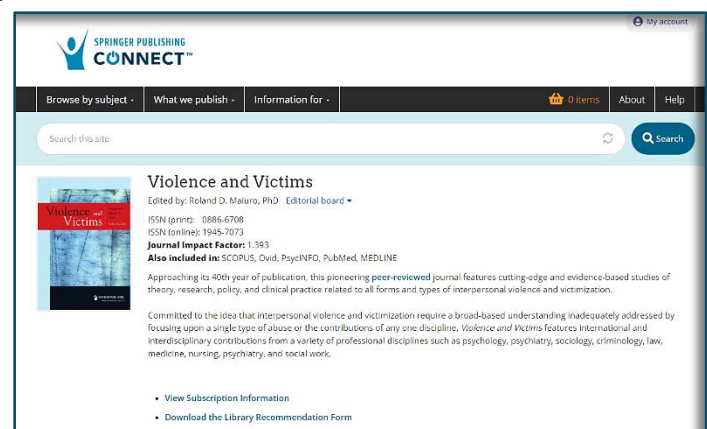 My account
SPRINGER PUBLISHING
CONNECT™
Browse by subject
What we publish
Information for
0 items
About
Help
Search this site
Search
Violence and Victims
Violence and Victims
Edited by: Roland D. Maiuro, PhD Editorial board
ISSN (print): 0886-6708
ISSN (online): 1945-7073
Journal Impact Factor: 1.393
Also included in: SCOPUS, Ovid, PsycINFO, PubMed, MEDLINE
Approaching its 40th year of publication, this pioneering peer-reviewed journal features cutting-edge and evidence-based studies of
theory, research, policy, and clinical practice related to all forms and types of interpersonal violence and victimization.
Committed to the idea that interpersonal violence and victimization require a broad-based understanding inadequately addressed by
focusing upon a single type of abuse or the contributions of any one discipline, Violence and Victims features international and
interdisciplinary contributions from a variety of professional disciplines such as psychology, psychiatry, sociology, criminology, law,
medicine, nursing, psychiatry, and social work.
• View Subscription Information
• Download the Library Recommendation Form